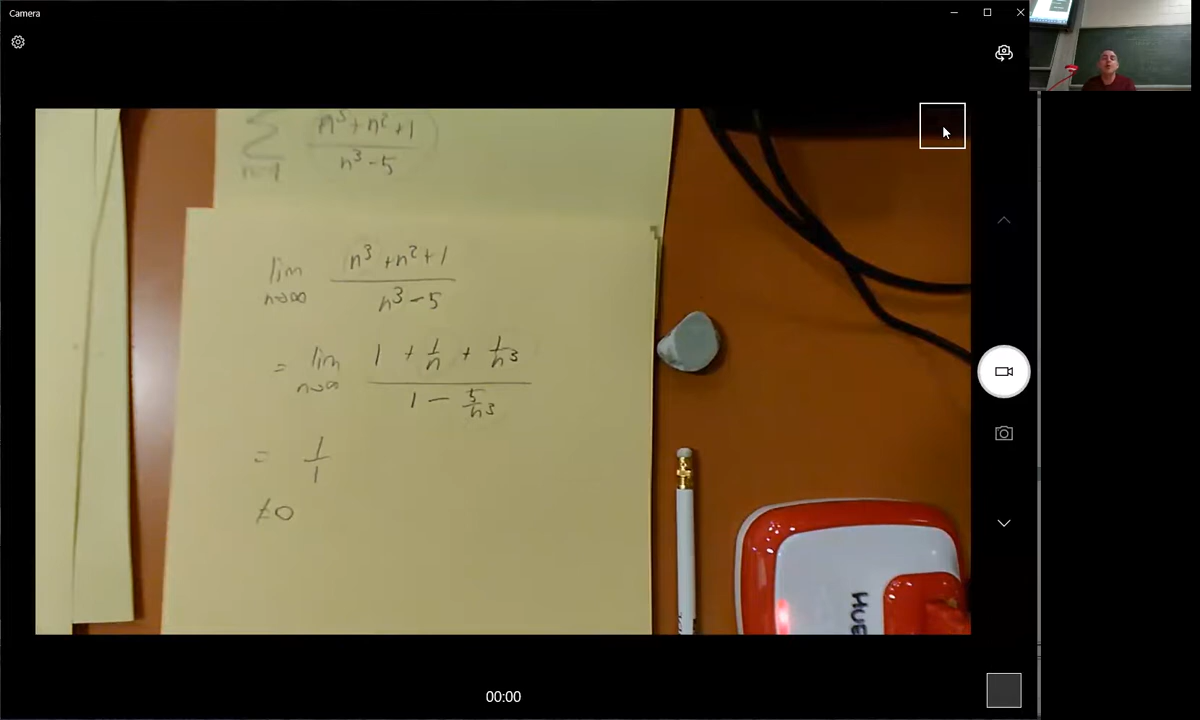 Camera
∑ n=1 n³+n²+1 / n³-5
lim n→∞ n³+n²+1 / n³-5
= lim n→∞ 1 + 1/n + 1/n³ / 1 - 5/n³
= 1/1
≠0
HUE
00:00